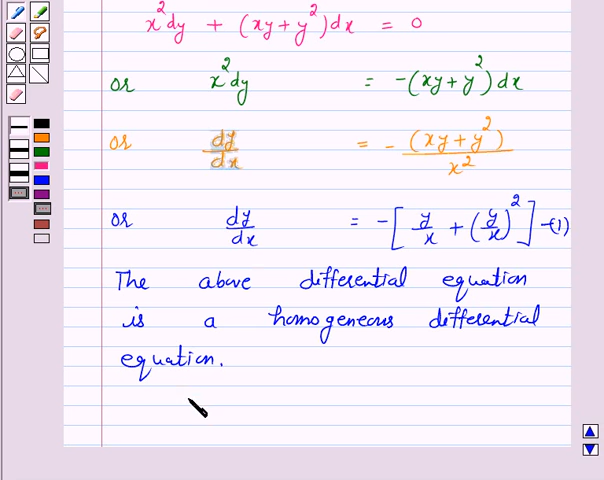 x²dy + (xy+y²)dx = 0
or x²dy = -(xy+y²)dx
or dy/dx = - (xy+y²)/x²
or dy/dx = -[y/x + (y/x)²] -(1)
The above differential equation
is a homogeneous differential
equation.